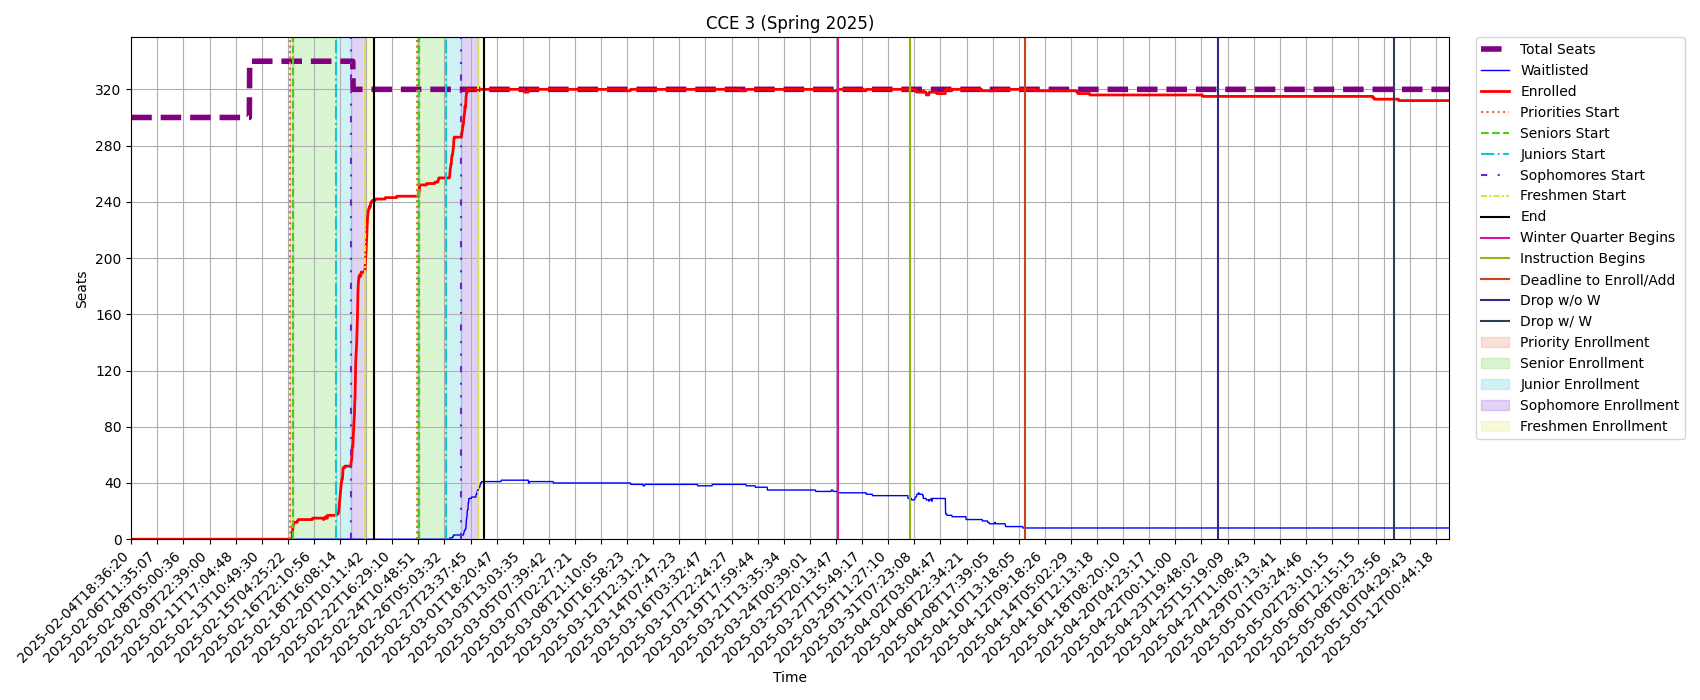 CCE 3 (Spring 2025)
Seats
320
280
240
200
160
120
80
40
0
2025-02-04T18:36:20
2025-02-06T11:35:07
2025-02-08T05:00:36
2025-02-09T22:39:00
2025-02-11T17:04:48
2025-02-13T10:49:30
2025-02-15T04:25:22
2025-02-16T22:10:56
2025-02-18T16:08:14
2025-02-20T10:11:42
2025-02-22T16:29:10
2025-02-24T10:48:51
2025-02-26T05:03:32
2025-02-27T23:37:45
2025-03-01T18:20:47
2025-03-03T13:03:35
2025-03-05T07:39:42
2025-03-07T02:27:21
2025-03-08T21:10:05
2025-03-10T16:58:23
2025-03-12T12:31:21
2025-03-14T07:47:23
2025-03-16T03:32:47
2025-03-17T22:24:27
2025-03-19T17:59:44
2025-03-21T13:35:34
2025-03-24T00:39:01
2025-03-25T20:13:47
2025-03-27T15:49:17
2025-03-29T11:27:10
2025-03-31T07:23:08
2025-04-02T03:04:47
2025-04-06T22:34:21
2025-04-08T17:39:05
2025-04-10T13:18:05
2025-04-12T09:18:26
2025-04-14T05:02:29
2025-04-16T12:13:18
2025-04-18T08:20:10
2025-04-20T04:23:17
2025-04-22T00:11:00
2025-04-23T19:48:02
2025-04-25T15:19:09
2025-04-27T11:08:43
2025-04-29T07:13:41
2025-05-01T03:24:46
2025-05-02T23:10:15
2025-05-06T12:15:15
2025-05-08T08:23:56
2025-05-10T04:29:43
2025-05-12T00:44:18
Time
Total Seats
Waitlisted
Enrolled
Priorities Start
Seniors Start
Juniors Start
Sophomores Start
Freshmen Start
End
Winter Quarter Begins
Instruction Begins
Deadline to Enroll/Add
Drop w/o W
Drop w/ W
Priority Enrollment
Senior Enrollment
Junior Enrollment
Sophomore Enrollment
Freshmen Enrollment